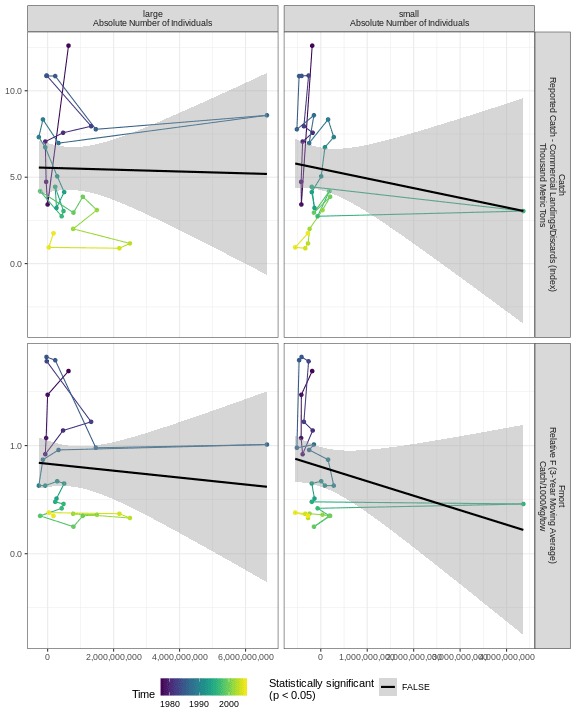 large
Absolute Number of Individuals
small
Absolute Number of Individuals
10.0
5.0
0.0
Catch
Reported Catch - Commercial Landings/Discards (Index)
Thousand Metric Tons
1.0
0.0
Fmort
Relative F (3-Year Moving Average)
Catch/1000/kg/tow
0
2,000,000,000
4,000,000,000
6,000,000,000
0
1,000,000,000
2,000,000,000
3,000,000,000
4,000,000,000
Time
1980
1990
2000
Statistically significant
(p < 0.05)
FALSE